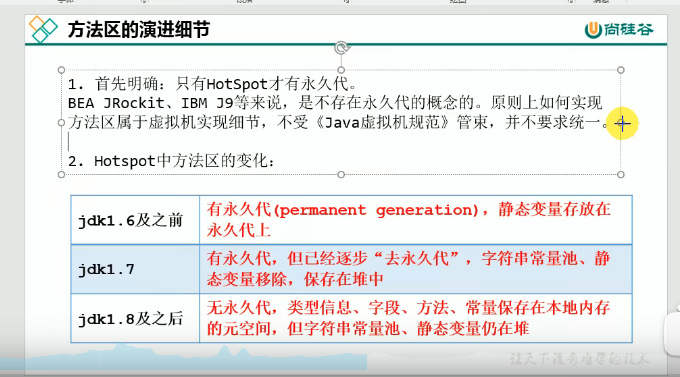 方法区的演进细节
尚硅谷
1. 首先明确：只有HotSpot才有永久代。
BEA JRockit、IBM J9等来说，是不存在永久代的概念的。原则上如何实现
方法区属于虚拟机实现细节，不受《Java虚拟机规范》管束，并不要求统一。
2. Hotspot中方法区的变化：
jdk1.6及之前
有永久代(permanent generation)，静态变量存放在
永久代上
jdk1.7
有永久代，但已经逐步“去永久代”，字符串常量池、静
态变量移除，保存在堆中
jdk1.8及之后
无永久代，类型信息、字段、方法、常量保存在本地内存
的元空间，但字符串常量池、静态变量仍在堆
让天下没有难学的技术